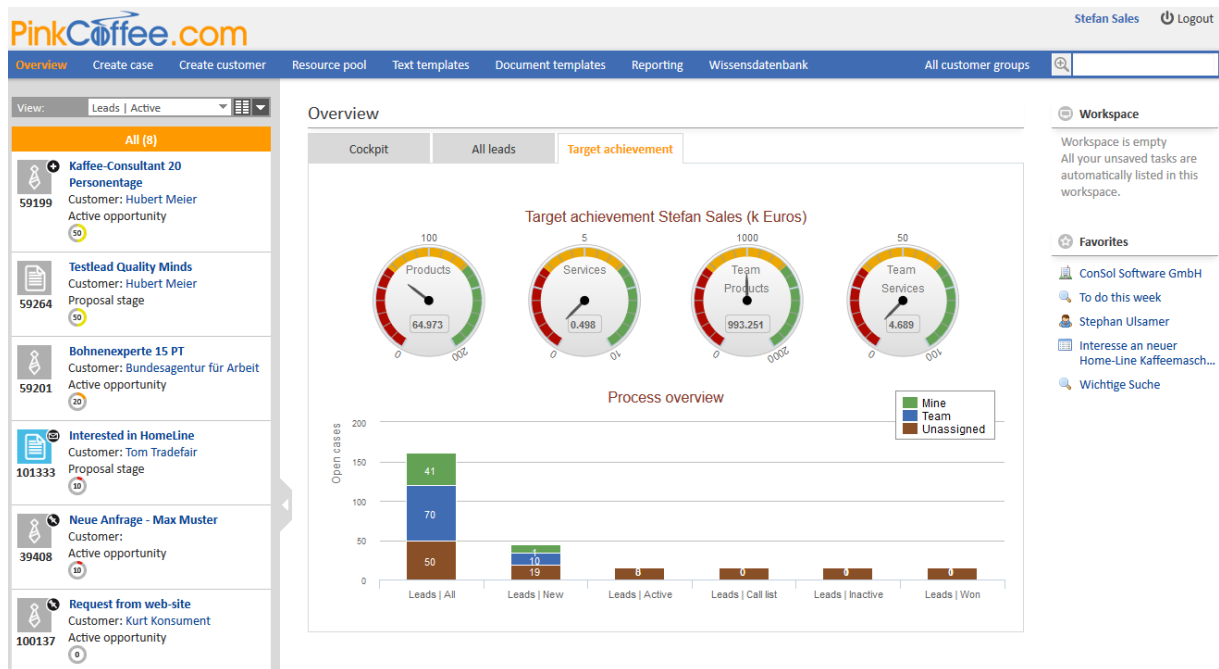 PinkCoffee.com
Stefan Sales
Logout
Overview
Create case
Create customer
Resource pool
Text templates
Document templates
Reporting
Wissensdatenbank
All customer groups
View:
Leads | Active
All (8)
Kaffee-Consultant 20
Personentage
Customer: Hubert Meier
Active opportunity
59199
50
Testlead Quality Minds
Customer: Hubert Meier
Proposal stage
59264
50
Bohnenexperte 15 PT
Customer: Bundesagentur für Arbeit
Active opportunity
59201
20
Interested in HomeLine
Customer: Tom Tradefair
Proposal stage
101333
10
Neue Anfrage - Max Muster
Customer:
Active opportunity
39408
10
Request from web-site
Customer: Kurt Konsument
Active opportunity
100137
0
Overview
Cockpit
All leads
Target achievement
Target achievement Stefan Sales (k Euros)
100
Products
64.973
0
200
5
Services
0.498
0
10
1000
Team
Products
993.251
0
2000
50
Team
Services
4.689
0
100
Process overview
Mine
Team
Unassigned
Open cases
200
150
100
50
0
41
70
50
1
10
19
8
0
0
0
Leads | All
Leads | New
Leads | Active
Leads | Call list
Leads | Inactive
Leads | Won
Workspace
Workspace is empty
All your unsaved tasks are
automatically listed in this
workspace.
Favorites
ConSol Software GmbH
To do this week
Stephan Ulsamer
Interesse an neuer
Home-Line Kaffeemasch...
Wichtige Suche